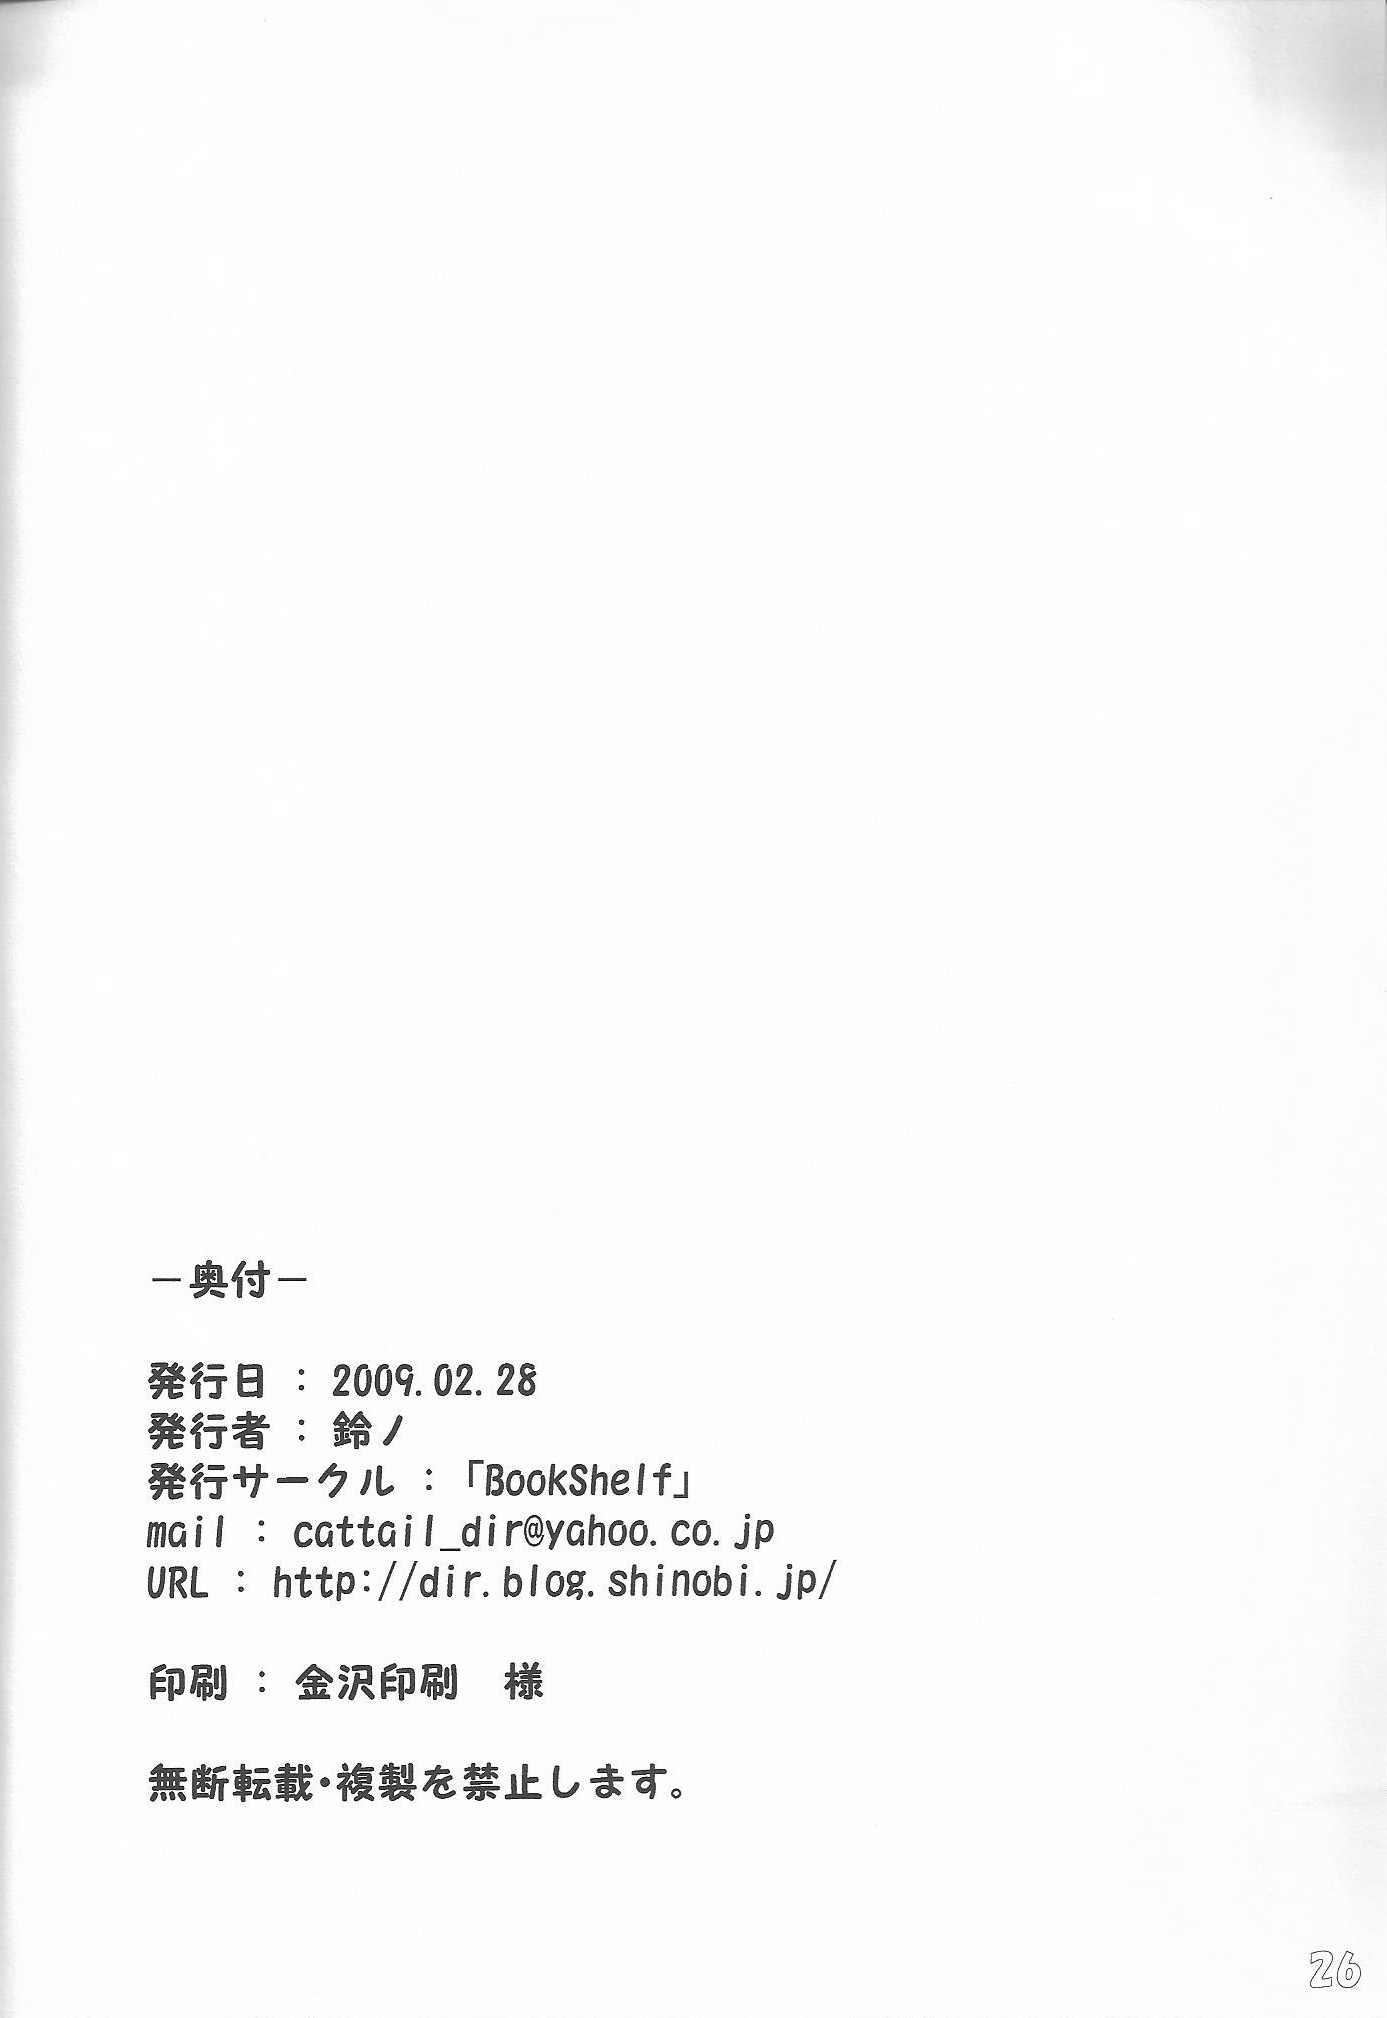 －奥付－
発行日 ： 2009.02.28
発行者 ： 鈴ノ
発行サークル ：「BookShelf」
mail ： cattail_dir@yahoo.co.jp
URL ： http://dir.blog.shinobi.jp/
印刷 ： 金沢印刷　様
無断転載・複製を禁止します。
26